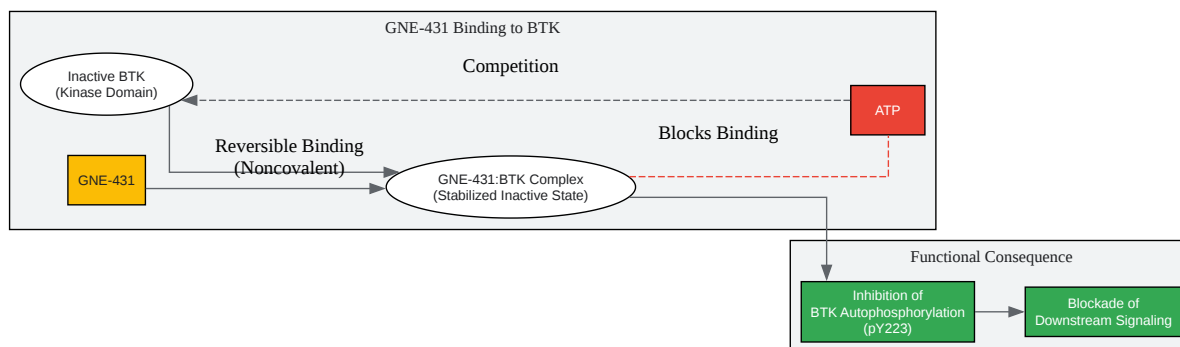 GNE-431 Binding to BTK
Competition
Inactive BTK
(Kinase Domain)
ATP
Blocks Binding
Reversible Binding
(Noncovalent)
GNE-431
GNE-431:BTK Complex
(Stabilized Inactive State)
Functional Consequence
Inhibition of
BTK Autophosphorylation
(pY223)
Blockade of
Downstream Signaling